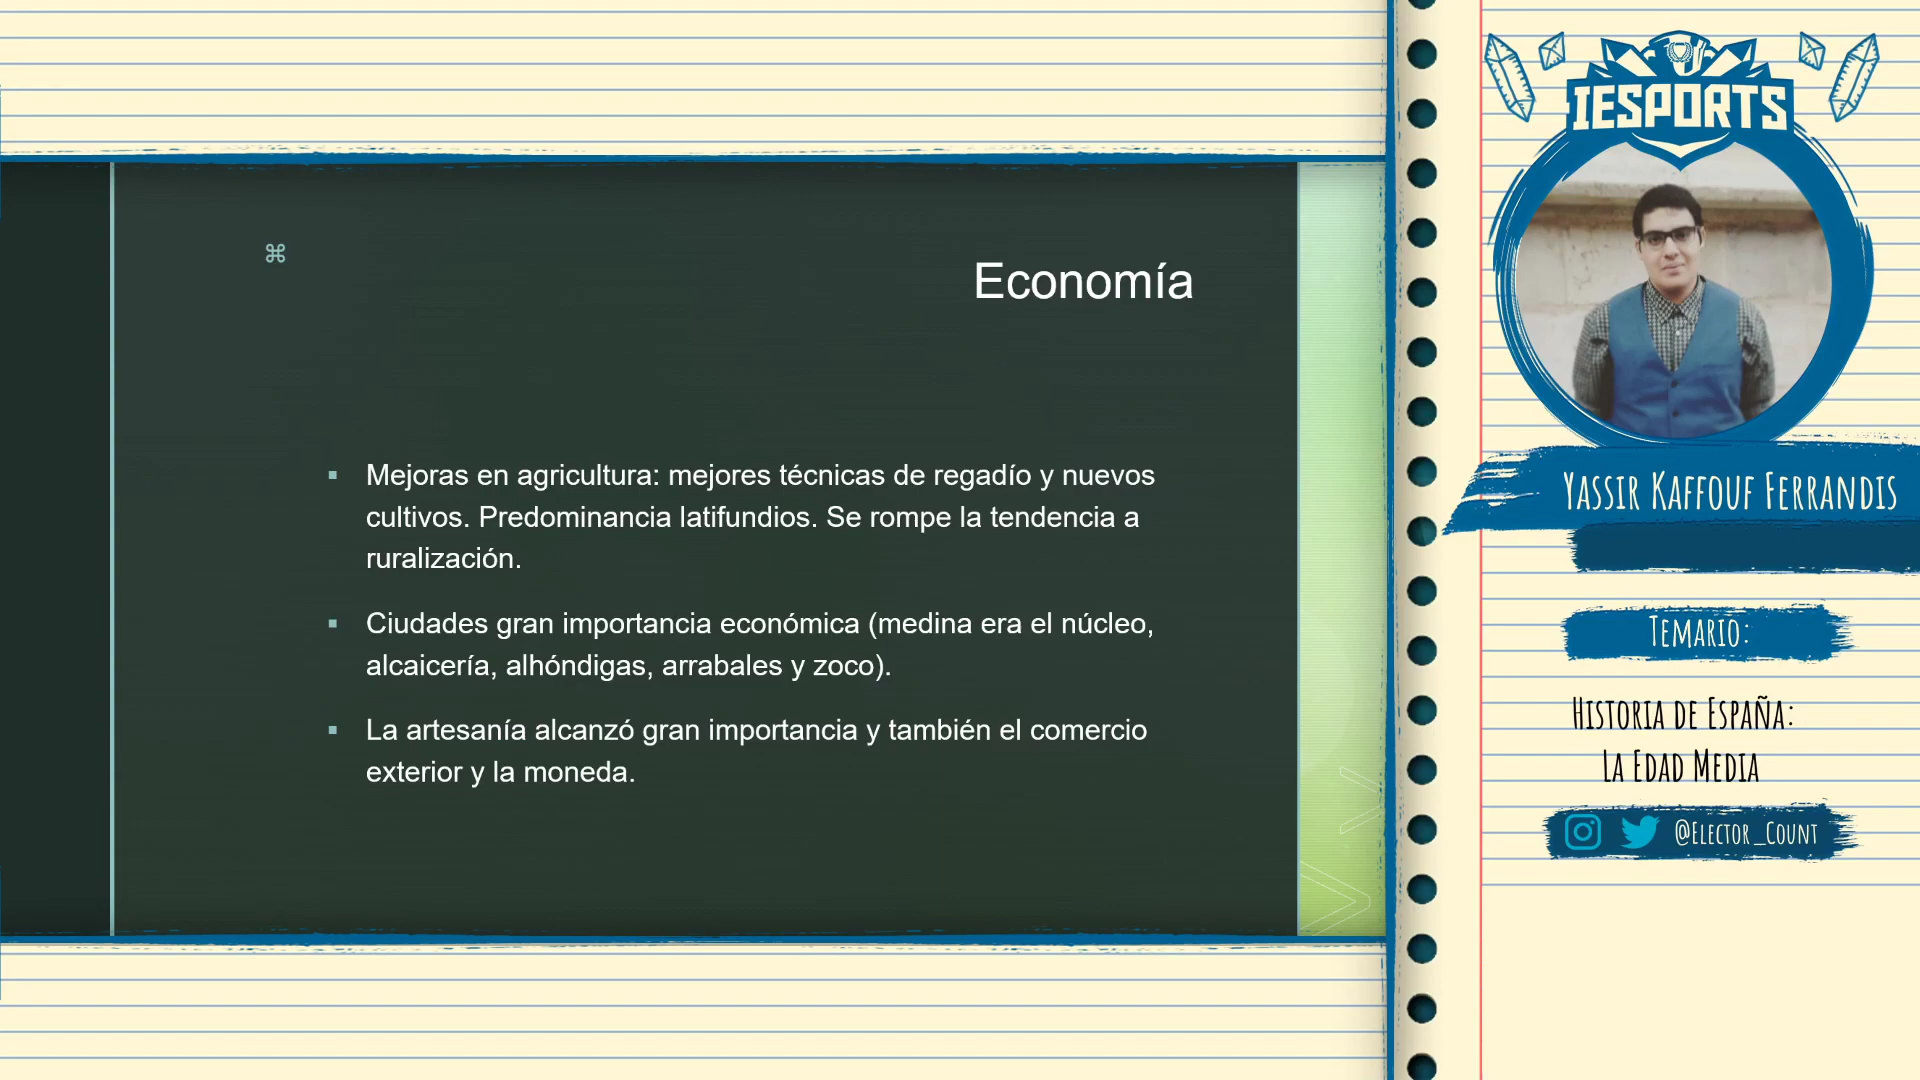 Economía
Mejoras en agricultura: mejores técnicas de regadío y nuevos
cultivos. Predominancia latifundios. Se rompe la tendencia a
ruralización.
Ciudades gran importancia económica (medina era el núcleo,
alcaicería, alhóndigas, arrabales y zoco).
La artesanía alcanzó gran importancia y también el comercio
exterior y la moneda.
IESPORTS
YASSIR KAFFOUF FERRANDIS
TEMARIO:
HISTORIA DE ESPAÑA:
LA EDAD MEDIA
@ELECTOR_COUNT